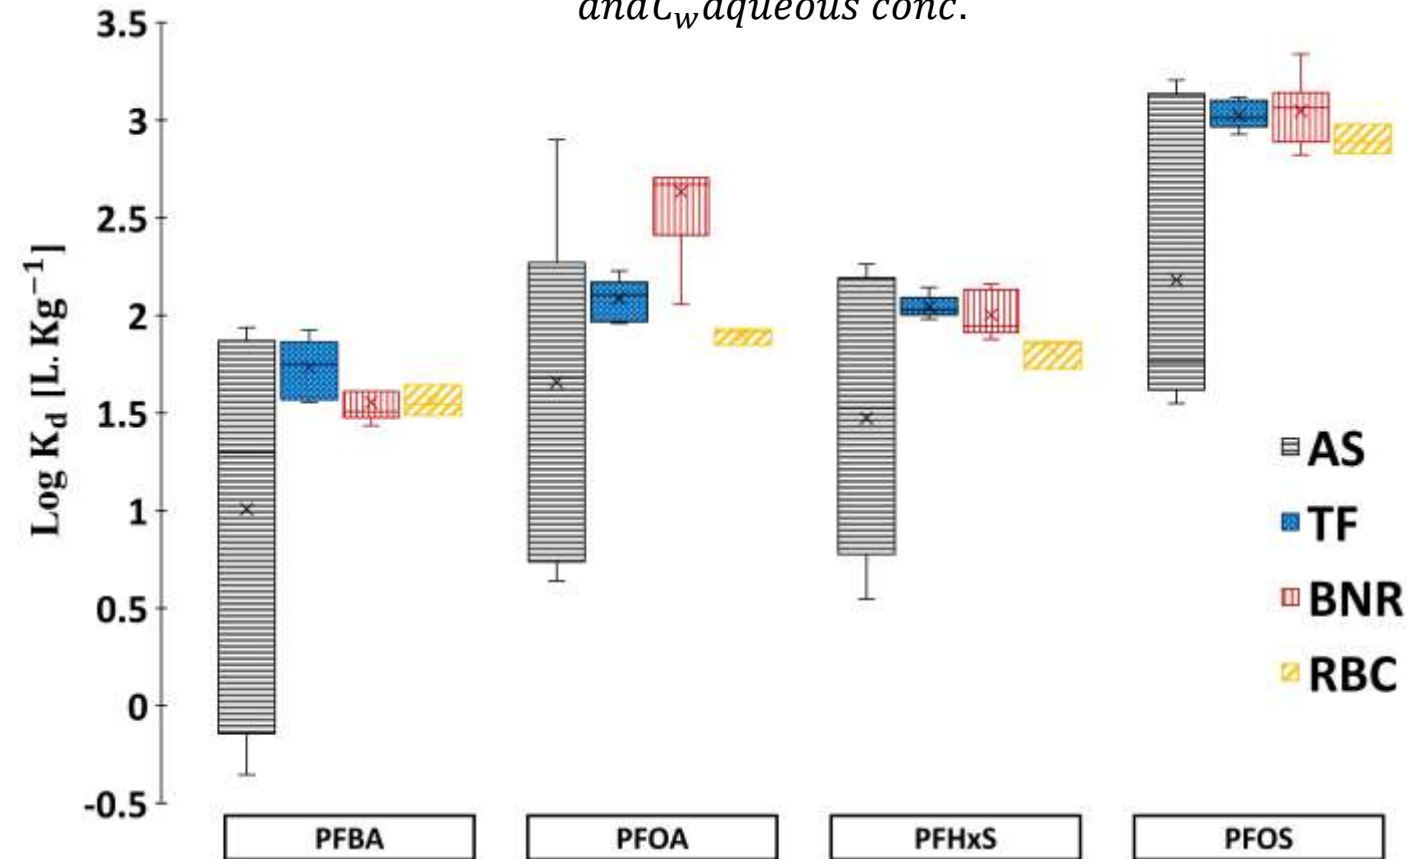 andC_w aqueous conc.
3.5
3
2.5
2
1.5
1
0.5
0
-0.5
Log K_d [L. Kg⁻¹]
AS
TF
BNR
RBC
PFBA PFOA PFHxS PFOS